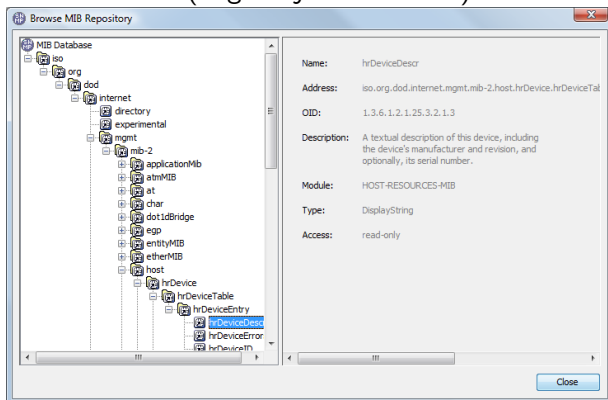 Browse MIB Repository
MIB Database
iso
org
dod
internet
directory
experimental
mgmt
mib-2
applicationMib
atmMIB
at
char
dot1dBridge
egp
entityMIB
etherMIB
host
hrDevice
hrDeviceTable
hrDeviceEntry
hrDeviceDescr
hrDeviceError
hrDeviceID
Name: hrDeviceDescr
Address: iso.org.dod.internet.mgmt.mib-2.host.hrDevice.hrDeviceTal
OID: 1.3.6.1.2.1.25.3.2.1.3
Description: A textual description of this device, including
the device's manufacturer and revision, and
optionally, its serial number.
Module: HOST-RESOURCES-MIB
Type: DisplayString
Access: read-only
Close